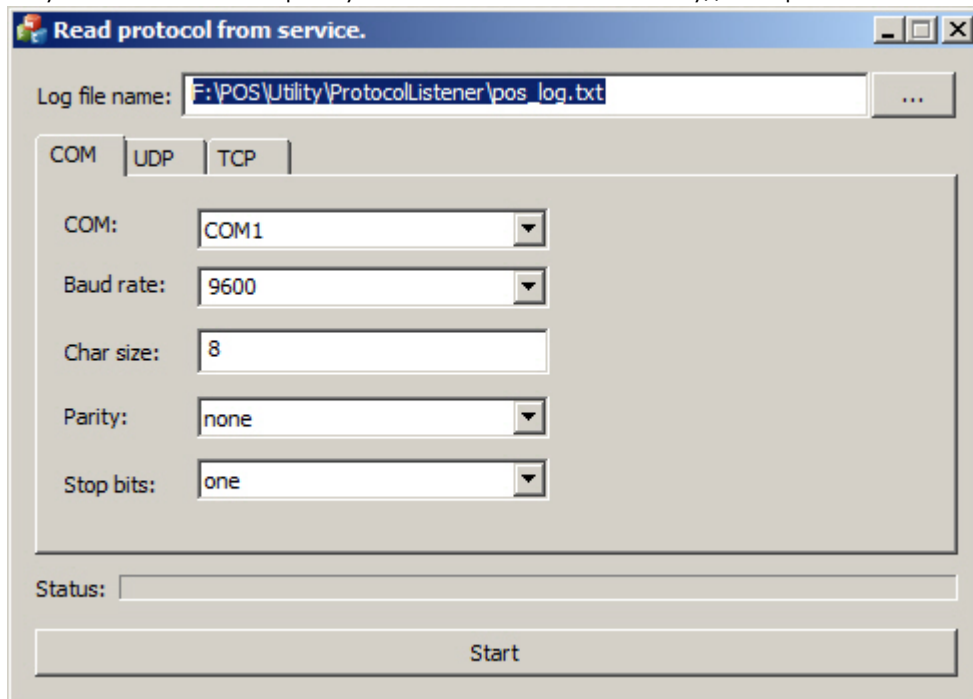 Read protocol from service.
Log file name: F:\POS\Utility\ProtocolListener\pos_log.txt ...
COM UDP TCP
COM: COM1
Baud rate: 9600
Char size: 8
Parity: none
Stop bits: one
Status:
Start